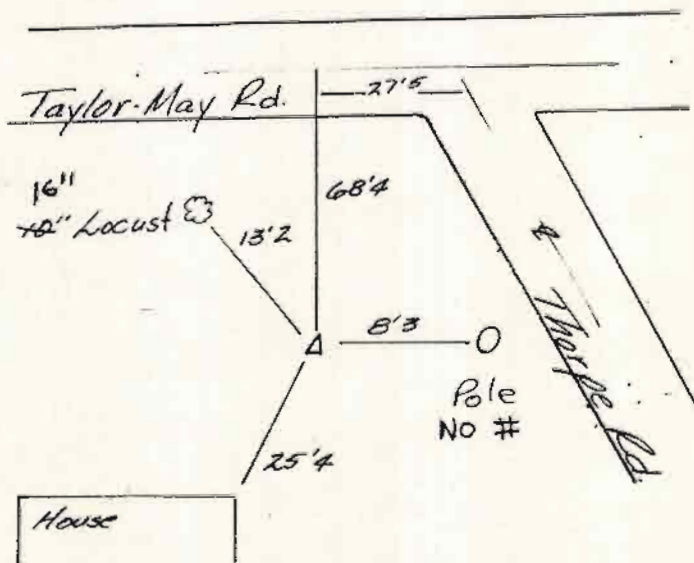 27'5
Taylor-May Rd.
68'4
16"
Locust
13'2
8'3
Thorpe Rd.
Pole
NO #
25'4
House